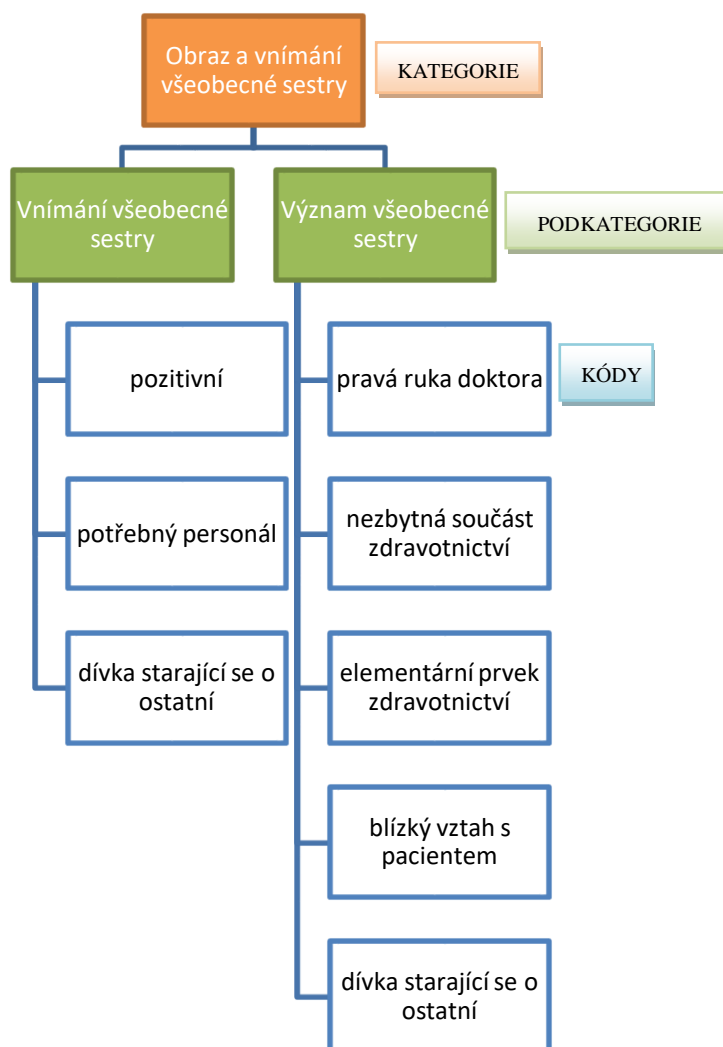 Obraz a vnímání
všeobecné sestry
KATEGORIE
Vnímání všeobecné
sestry
Význam všeobecné
sestry
PODKATEGORIE
pozitivní
pravá ruka doktora
KÓDY
potřebný personál
nezbytná součást
zdravotnictví
dívka starající se o
ostatní
elementární prvek
zdravotnictví
blízký vztah s
pacientem
dívka starající se o
ostatní